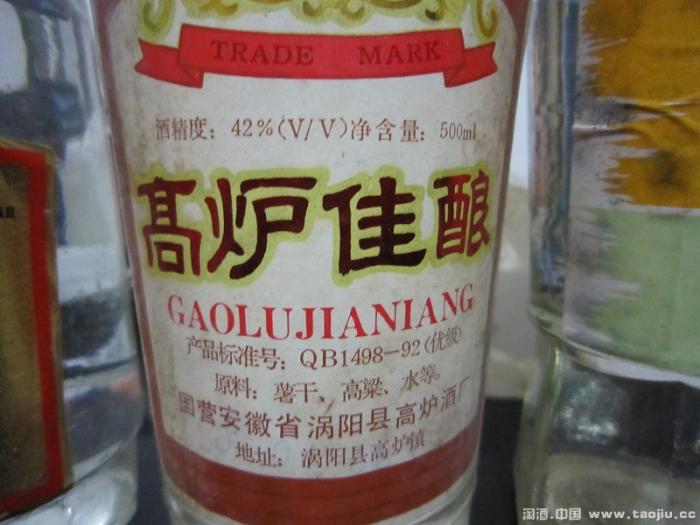 TRADE MARK
酒精度：42%(V/V)净含量：500ml
高炉佳酿
GAOLUJIANIANG
产品标准号：QB1498-92(优级)
原料：薯干、高粱、水等。
国营安徽省涡阳县高炉酒厂
地址：涡阳县高炉镇
淘酒.中国 www.taojiu.cc